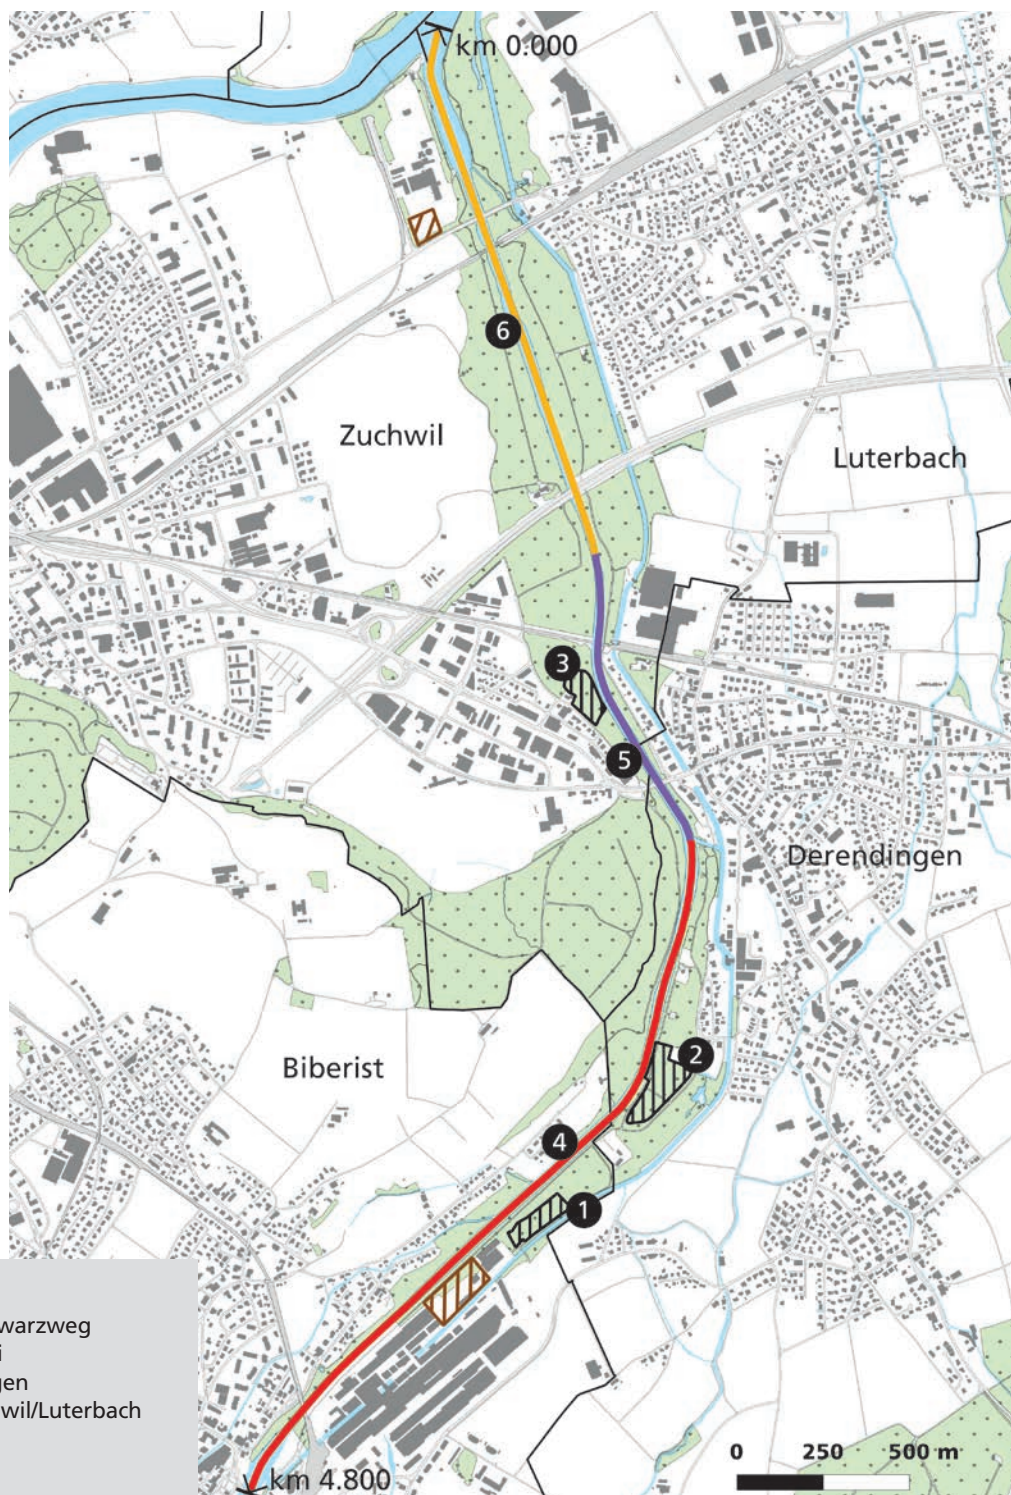 km 0.000
6
Zuchwil
Luterbach
3
5
Derendingen
2
Biberist
4
1
warzweg
i
gen
wil/Luterbach
0 250 500 m
km 4.800